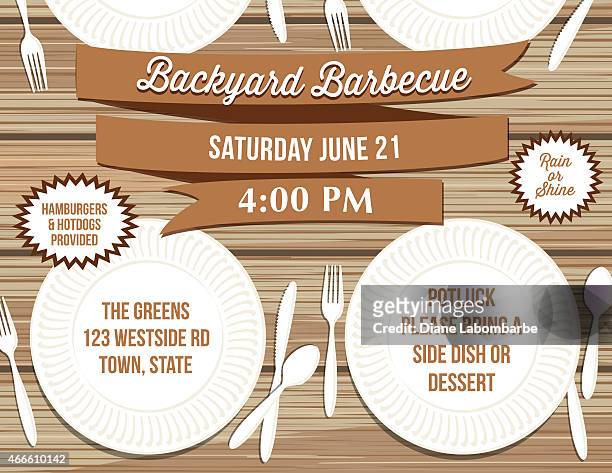 Backyard Barbecue
SATURDAY JUNE 21
4:00 PM
Rain
or
Shine
HAMBURGERS
& HOTDOGS
PROVIDED
THE GREENS
123 WESTSIDE RD
TOWN, STATE
POTLUCK
PLEASE BRING A
SIDE DISH OR
DESSERT
gettyimages
Diane Labombarbe
466610142